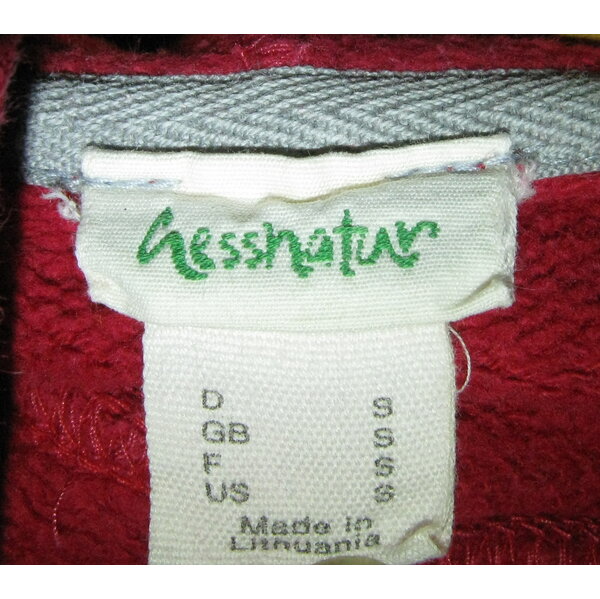 hessnatur
D S
GB S
F S
US S
Made in
Lithuania